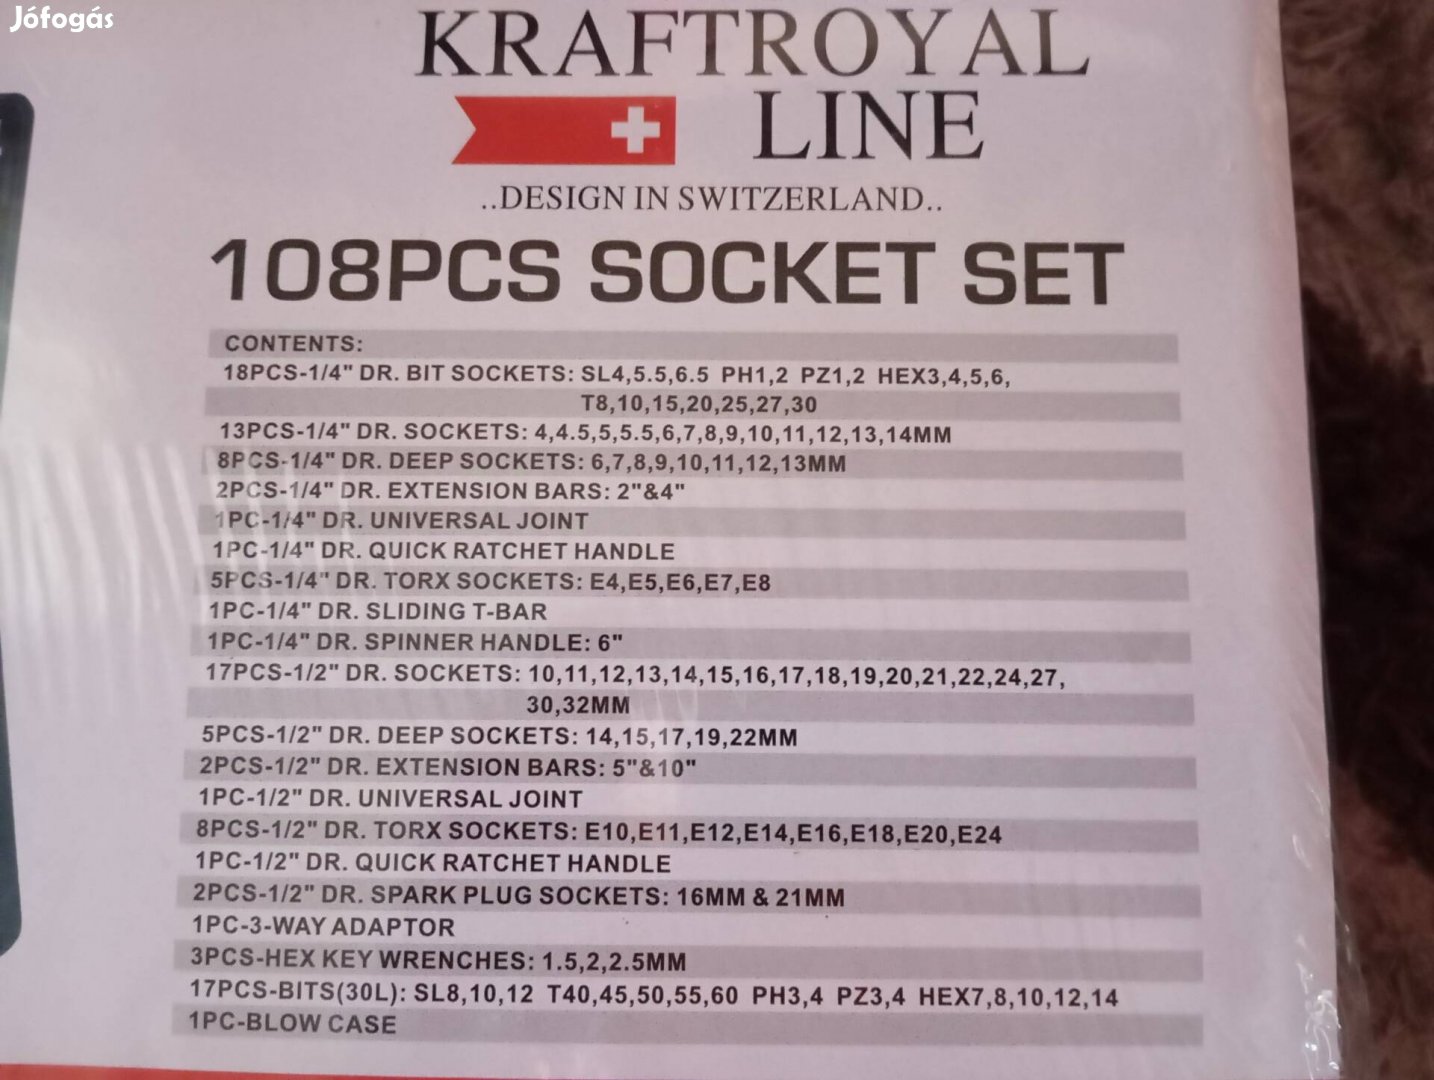 Jófogás
KRAFTROYAL
LINE
..DESIGN IN SWITZERLAND..
108PCS SOCKET SET
CONTENTS:
18PCS-1/4" DR. BIT SOCKETS: SL4,5.5,6.5 PH1,2 PZ1,2 HEX3,4,5,6,
T8,10,15,20,25,27,30
13PCS-1/4" DR. SOCKETS: 4,4.5,5,5.5,6,7,8,9,10,11,12,13,14MM
8PCS-1/4" DR. DEEP SOCKETS: 6,7,8,9,10,11,12,13MM
2PCS-1/4" DR. EXTENSION BARS: 2"&4"
1PC-1/4" DR. UNIVERSAL JOINT
1PC-1/4" DR. QUICK RATCHET HANDLE
5PCS-1/4" DR. TORX SOCKETS: E4,E5,E6,E7,E8
1PC-1/4" DR. SLIDING T-BAR
1PC-1/4" DR. SPINNER HANDLE: 6"
17PCS-1/2" DR. SOCKETS: 10,11,12,13,14,15,16,17,18,19,20,21,22,24,27,
30,32MM
5PCS-1/2" DR. DEEP SOCKETS: 14,15,17,19,22MM
2PCS-1/2" DR. EXTENSION BARS: 5"&10"
1PC-1/2" DR. UNIVERSAL JOINT
8PCS-1/2" DR. TORX SOCKETS: E10,E11,E12,E14,E16,E18,E20,E24
1PC-1/2" DR. QUICK RATCHET HANDLE
2PCS-1/2" DR. SPARK PLUG SOCKETS: 16MM & 21MM
1PC-3-WAY ADAPTOR
3PCS-HEX KEY WRENCHES: 1.5,2,2.5MM
17PCS-BITS(30L): SL8,10,12 T40,45,50,55,60 PH3,4 PZ3,4 HEX7,8,10,12,14
1PC-BLOW CASE